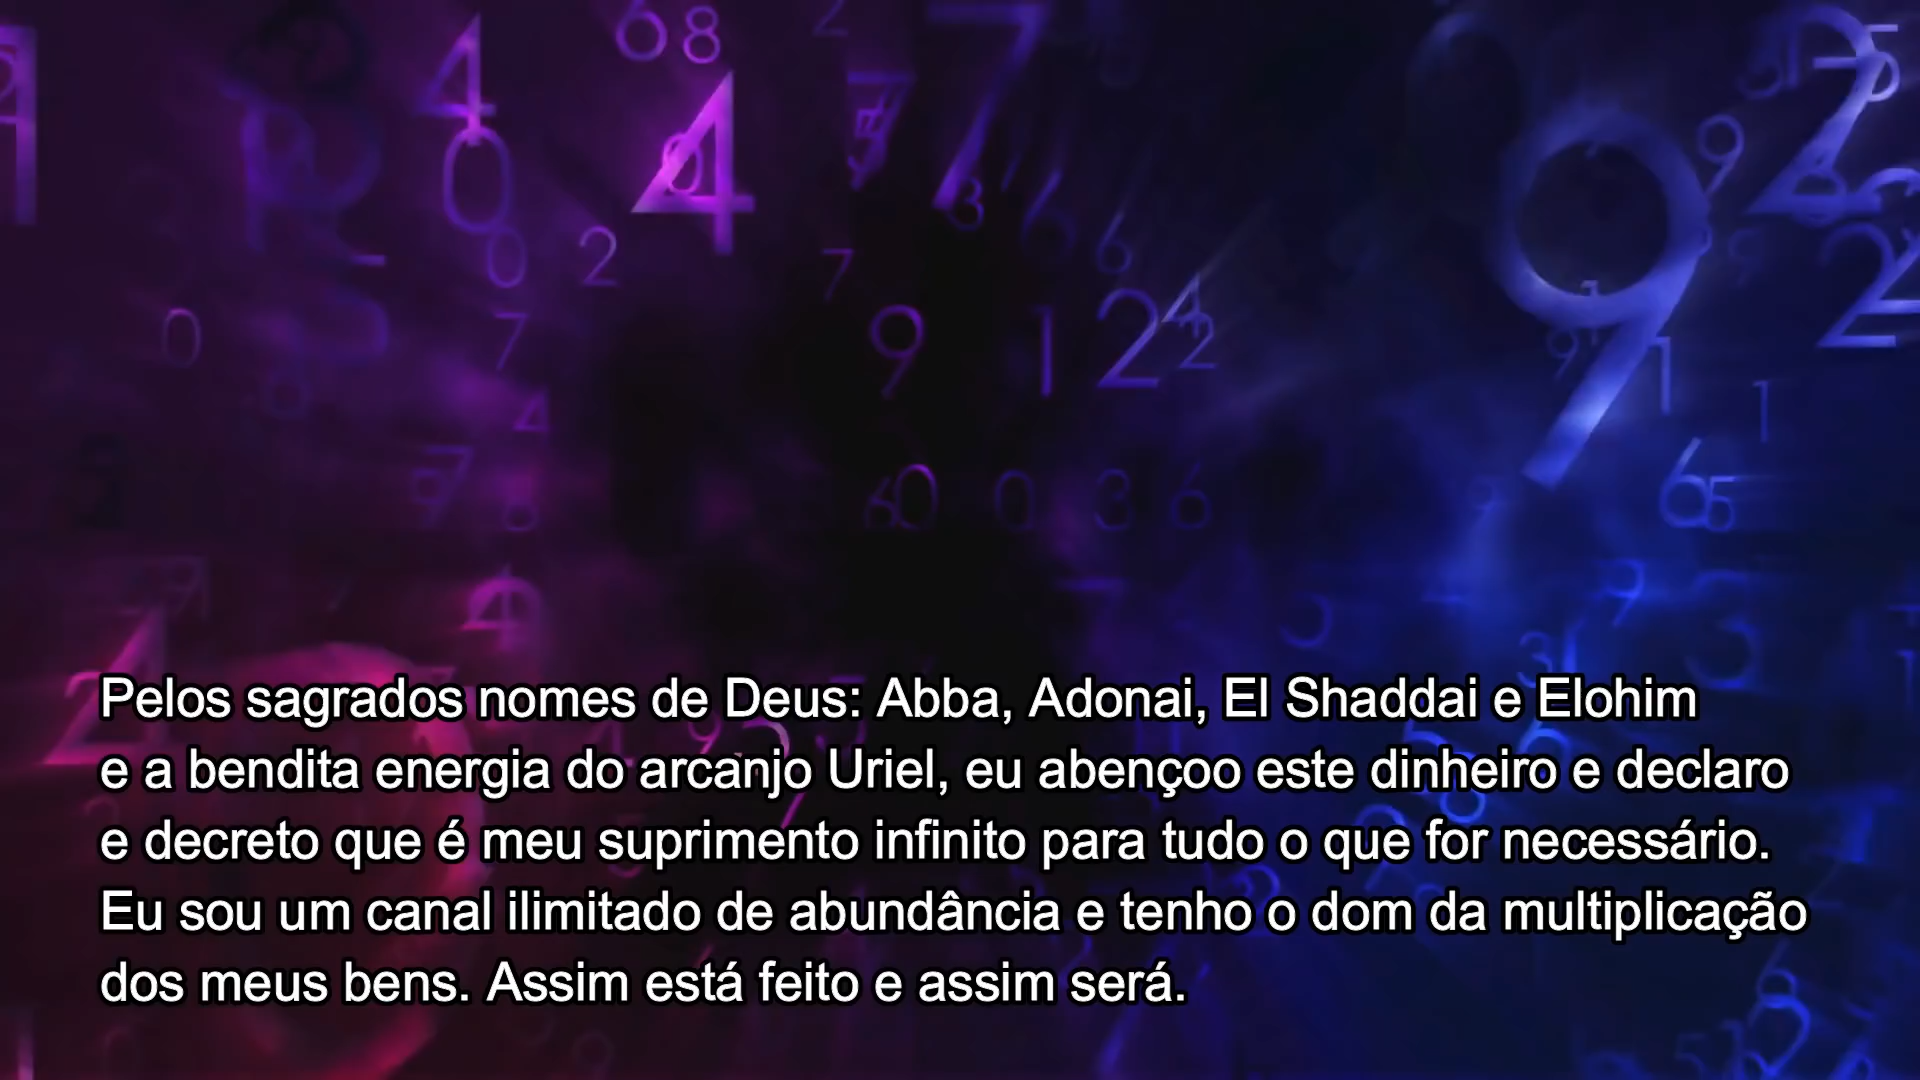 Pelos sagrados nomes de Deus: Abba, Adonai, El Shaddai e Elohim
e a bendita energia do arcanjo Uriel, eu abençoo este dinheiro e declaro
e decreto que é meu suprimento infinito para tudo o que for necessário.
Eu sou um canal ilimitado de abundância e tenho o dom da multiplicação
dos meus bens. Assim está feito e assim será.